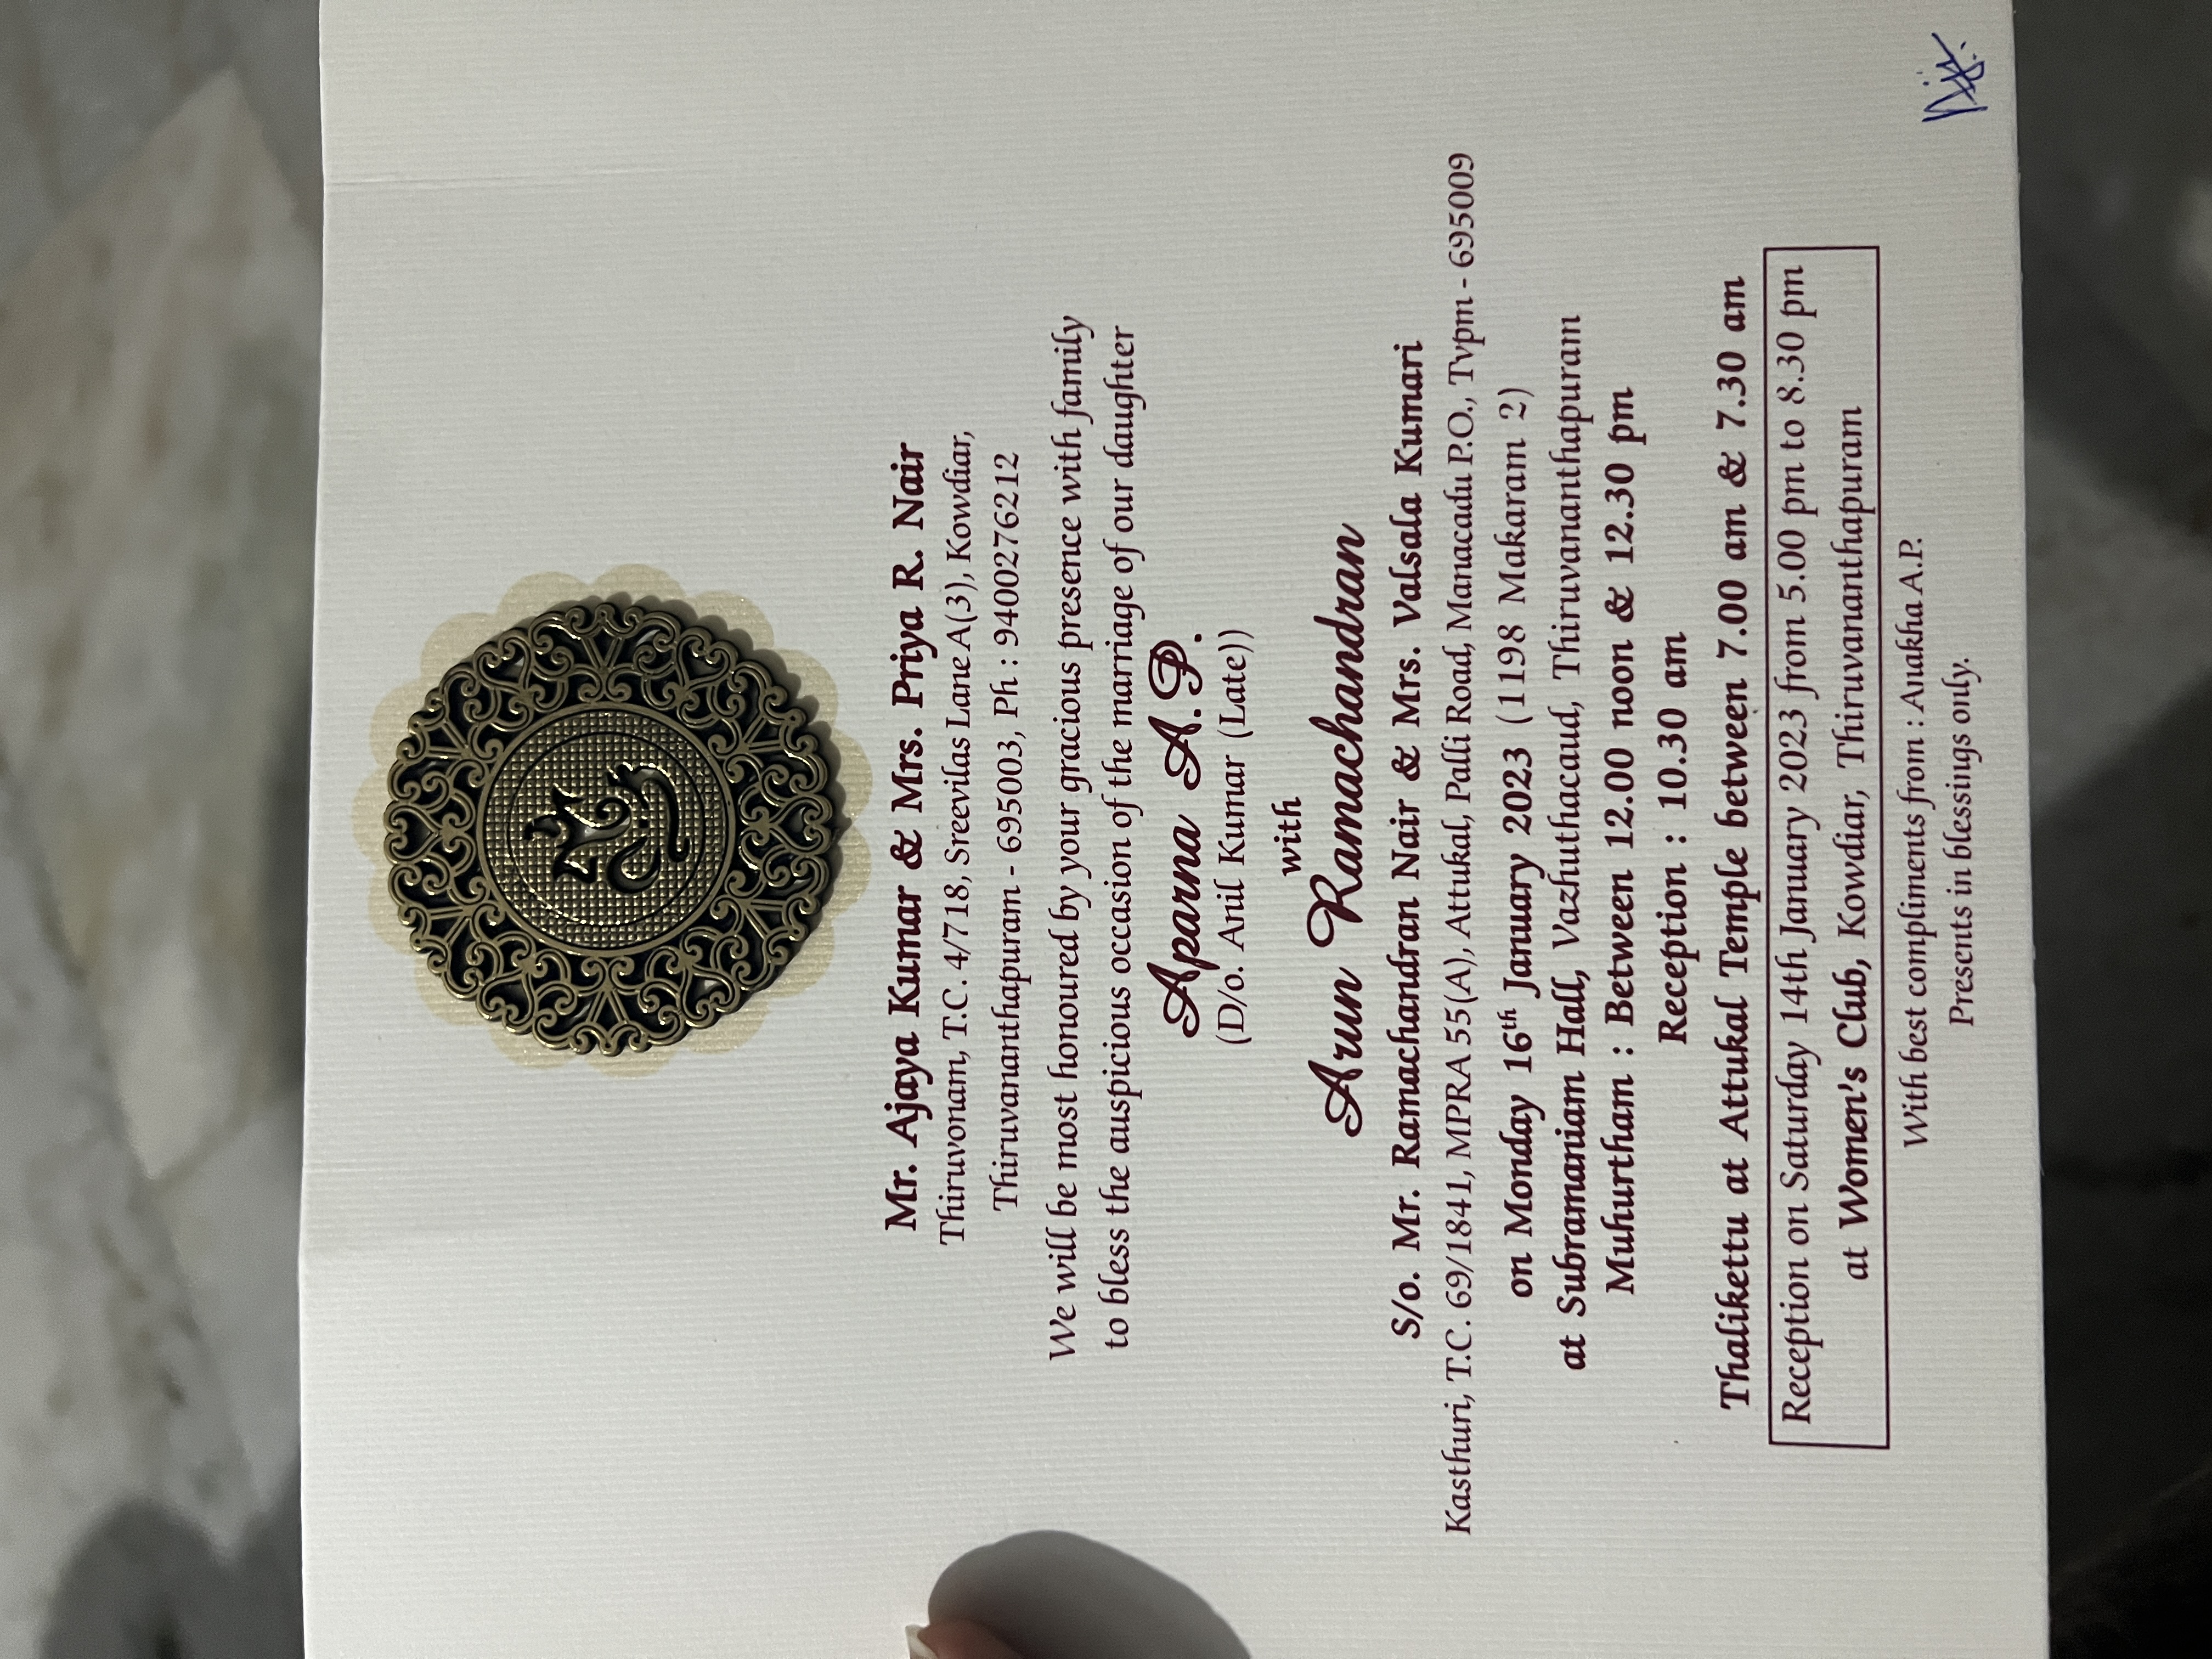 Mr. Ajaya Kumar & Mrs. Priya R. Nair
Thiruvonam, T.C. 4/718, Sreevilas Lane A(3), Kowdiar,
Thiruvananthapuram - 695003, Ph : 9400276212
We will be most honoured by your gracious presence with family
to bless the auspicious occasion of the marriage of our daughter
Aparna A.P.
(D/o. Anil Kumar (Late))
with
Arun Ramachandran
S/o. Mr. Ramachandran Nair & Mrs. Valsala Kumari
Kasthuri, T.C. 69/1841, MPRA 55(A), Attukal, Palli Road, Manacadu P.O., Tvpm - 695009
on Monday 16th January 2023 (1198 Makaram 2)
at Subramaniam Hall, Vazhuthacaud, Thiruvananthapuram
Muhurtham : Between 12.00 noon & 12.30 pm
Reception : 10.30 am
Thalikettu at Attukal Temple between 7.00 am & 7.30 am
Reception on Saturday 14th January 2023 from 5.00 pm to 8.30 pm
at Women's Club, Kowdiar, Thiruvananthapuram
With best compliments from : Anakha A.P.
Presents in blessings only.